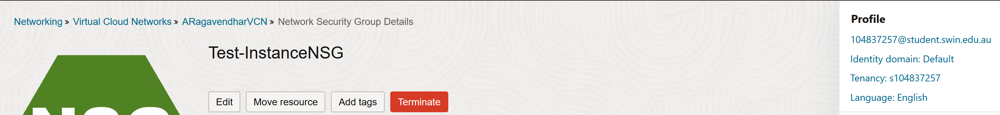 Networking » Virtual Cloud Networks » ARagavendharVCN » Network Security Group Details
Test-InstanceNSG
Edit Move resource Add tags Terminate
NSG
Profile
104837257@student.swin.edu.au
Identity domain: Default
Tenancy: s104837257
Language: English